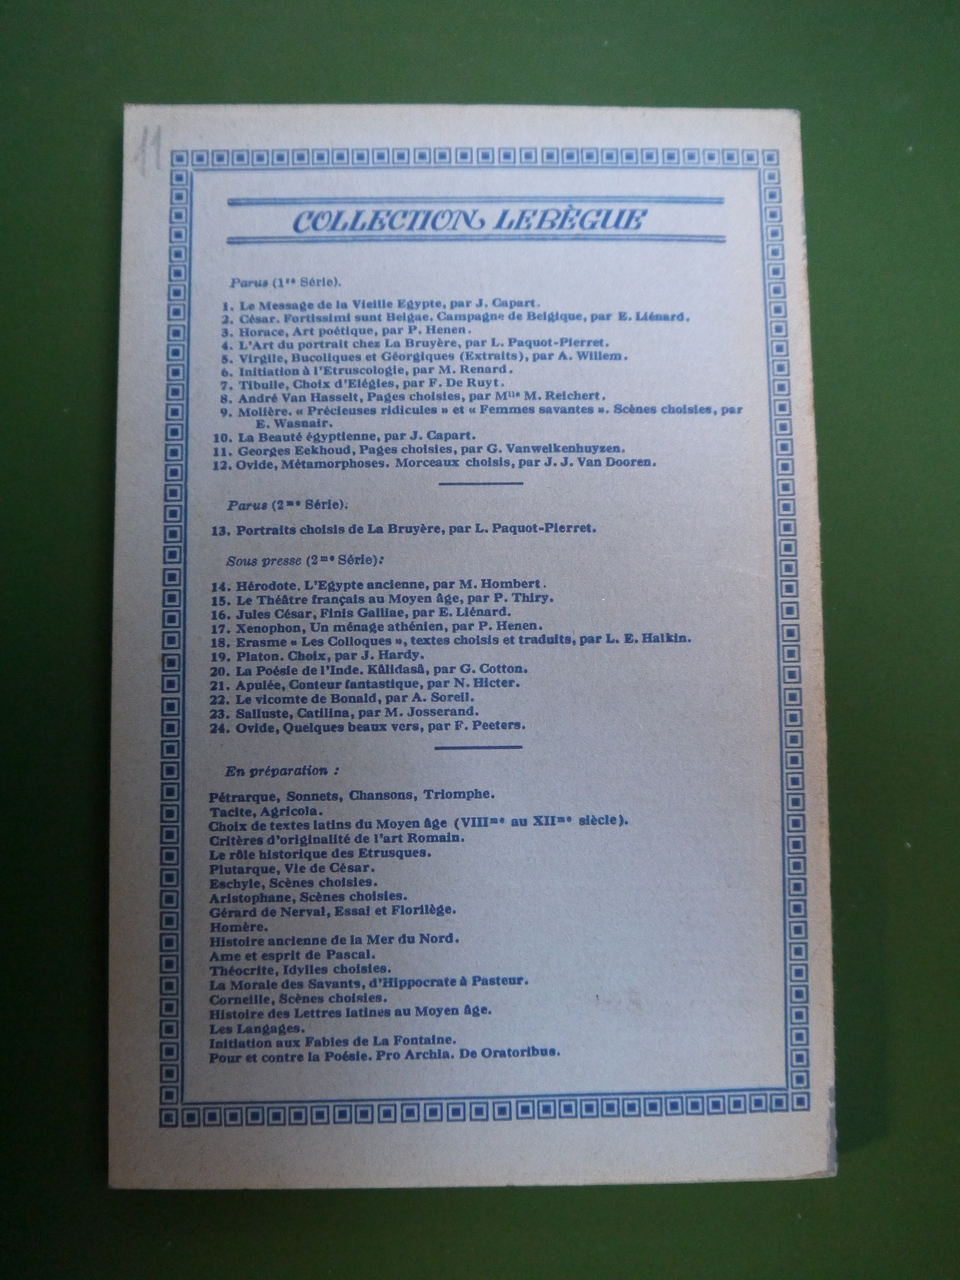 11
COLLECTION LEBÈGUE
Parus (1re Série).
1. Le Message de la Vieille Egypte, par J. Capart.
2. César. Fortissimi sunt Belgae. Campagne de Belgique, par E. Liénard.
3. Horace, Art poétique, par P. Henen.
4. L'Art du portrait chez La Bruyère, par L. Paquot-Pierret.
5. Virgile, Bucoliques et Géorgiques (Extraits), par A. Willem.
6. Initiation à l'Etruscologie, par M. Renard.
7. Tibulle, Choix d'Elégies, par F. De Ruyt.
8. André Van Hasselt, Pages choisies, par Mlle M. Reichert.
9. Molière. « Précieuses ridicules » et « Femmes savantes ». Scènes choisies, par
E. Wasnair.
10. La Beauté égyptienne, par J. Capart.
11. Georges Eekhoud, Pages choisies, par G. Vanwelkenhuyzen.
12. Ovide, Métamorphoses. Morceaux choisis, par J. J. Van Dooren.
Parus (2me Série).
13. Portraits choisis de La Bruyère, par L. Paquot-Pierret.
Sous presse (2me Série):
14. Hérodote, L'Egypte ancienne, par M. Hombert.
15. Le Théâtre français au Moyen âge, par P. Thiry.
16. Jules César, Finis Galliae, par E. Liénard.
17. Xenophon, Un ménage athénien, par P. Henen.
18. Erasme « Les Colloques », textes choisis et traduits, par L. E. Halkin.
19. Platon. Choix, par J. Hardy.
20. La Poésie de l'Inde. Kâlidasâ, par G. Cotton.
21. Apulée, Conteur fantastique, par N. Hicter.
22. Le vicomte de Bonald, par A. Soreil.
23. Salluste, Catilina, par M. Josserand.
24. Ovide, Quelques beaux vers, par F. Peeters.
En préparation :
Pétrarque, Sonnets, Chansons, Triomphe.
Tacite, Agricola.
Choix de textes latins du Moyen âge (VIIIme au XIIme siècle).
Critères d'originalité de l'art Romain.
Le rôle historique des Etrusques.
Plutarque, Vie de César.
Eschyle, Scènes choisies.
Aristophane, Scènes choisies.
Gérard de Nerval, Essai et Florilège.
Homère.
Histoire ancienne de la Mer du Nord.
Ame et esprit de Pascal.
Théocrite, Idylles choisies.
La Morale des Savants, d'Hippocrate à Pasteur.
Corneille, Scènes choisies.
Histoire des Lettres latines au Moyen âge.
Les Langages.
Initiation aux Fables de La Fontaine.
Pour et contre la Poésie. Pro Archia. De Oratoribus.